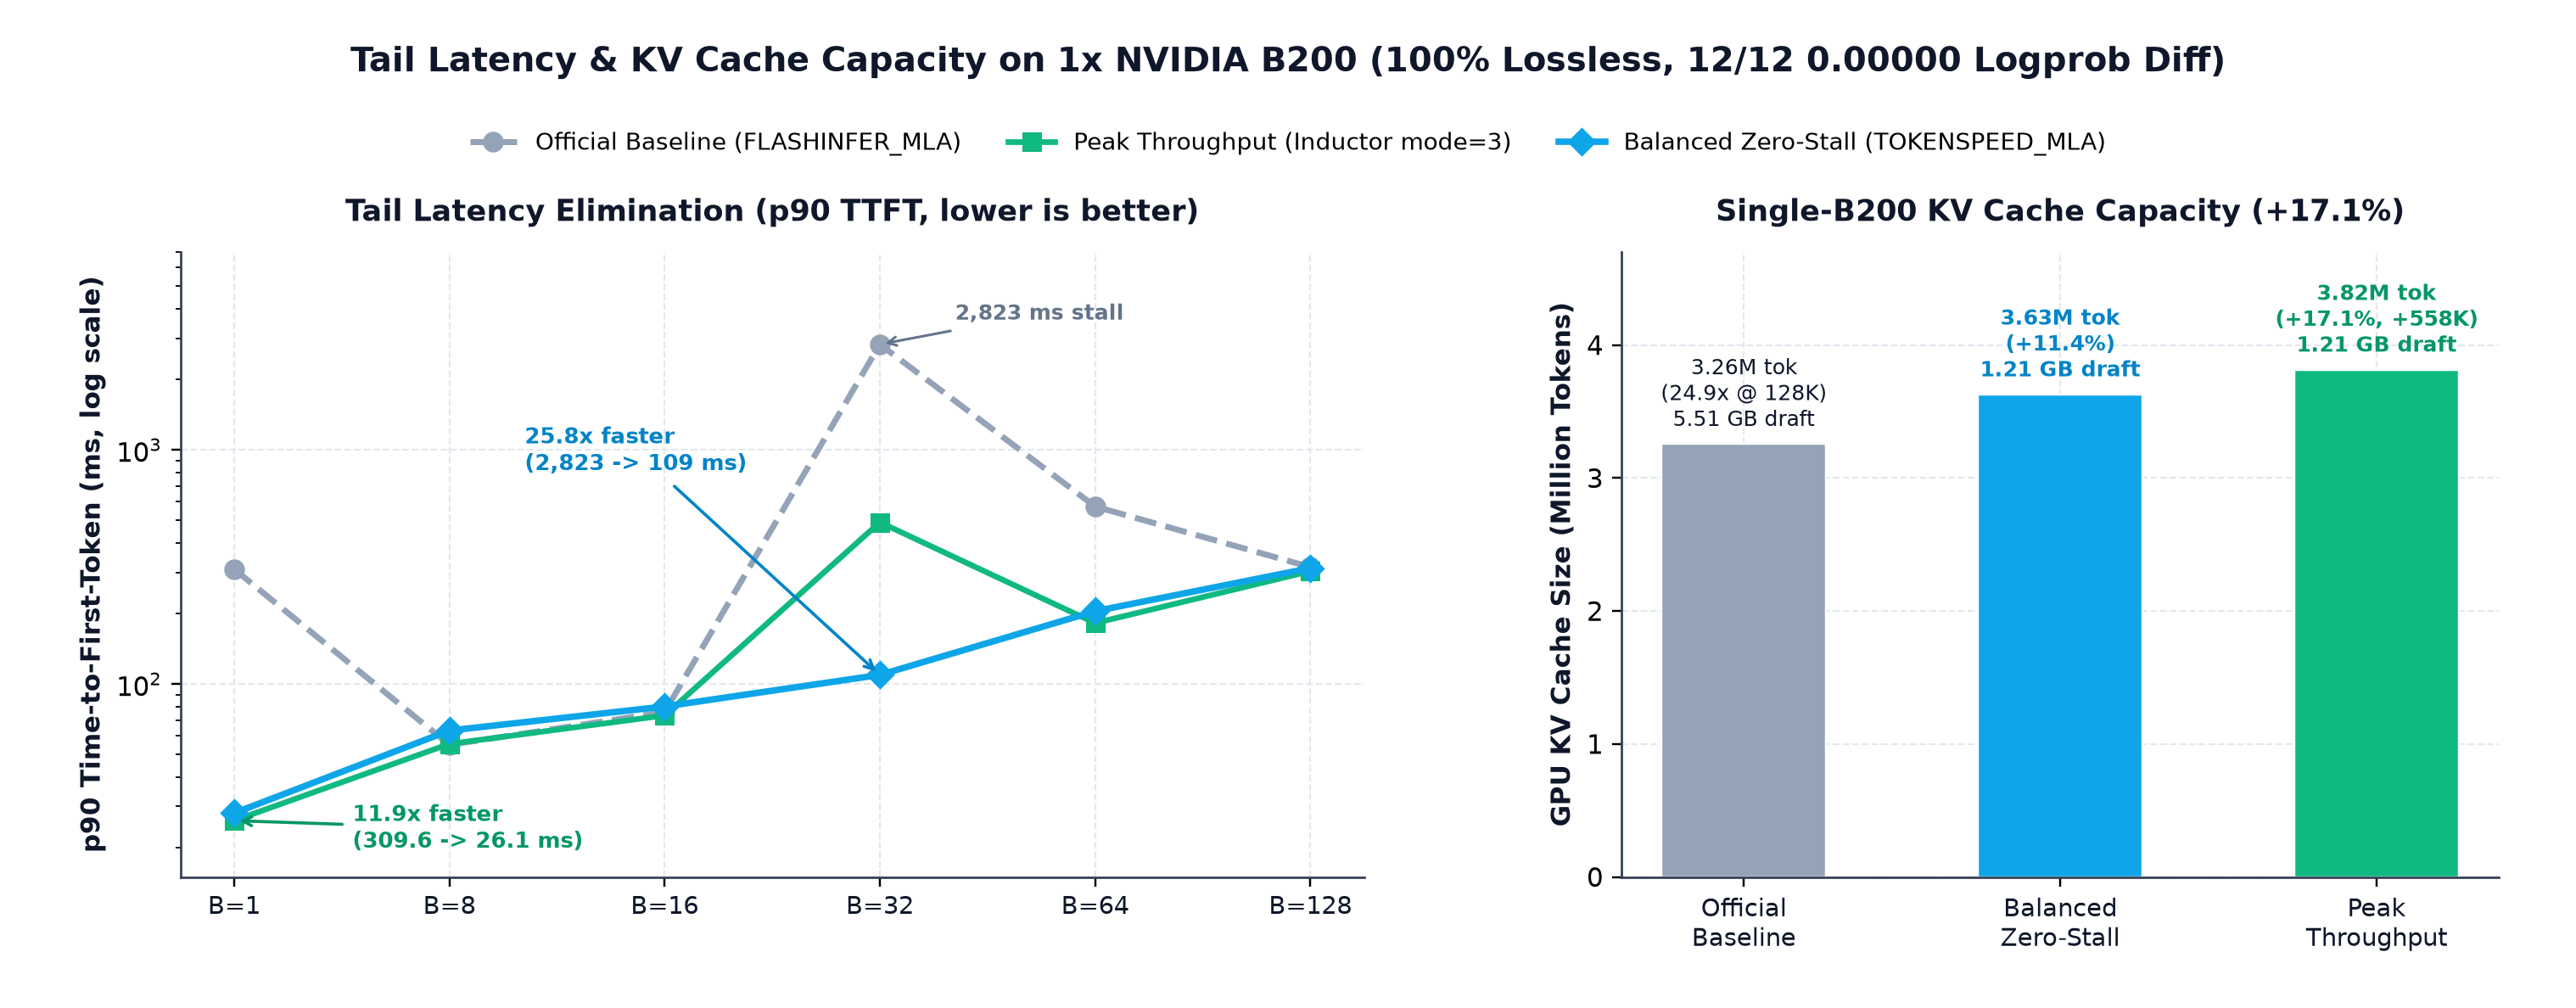 Tail Latency & KV Cache Capacity on 1x NVIDIA B200 (100% Lossless, 12/12 0.00000 Logprob Diff)
Official Baseline (FLASHINFER_MLA)
Peak Throughput (Inductor mode=3)
Balanced Zero-Stall (TOKENSPEED_MLA)
Tail Latency Elimination (p90 TTFT, lower is better)
p90 Time-to-First-Token (ms, log scale)
10³
10²
2,823 ms stall
25.8x faster
(2,823 -> 109 ms)
11.9x faster
(309.6 -> 26.1 ms)
B=1
B=8
B=16
B=32
B=64
B=128
Single-B200 KV Cache Capacity (+17.1%)
GPU KV Cache Size (Million Tokens)
4
3
2
1
0
3.26M tok
(24.9x @ 128K)
5.51 GB draft
3.63M tok
(+11.4%)
1.21 GB draft
3.82M tok
(+17.1%, +558K)
1.21 GB draft
Official
Baseline
Balanced
Zero-Stall
Peak
Throughput